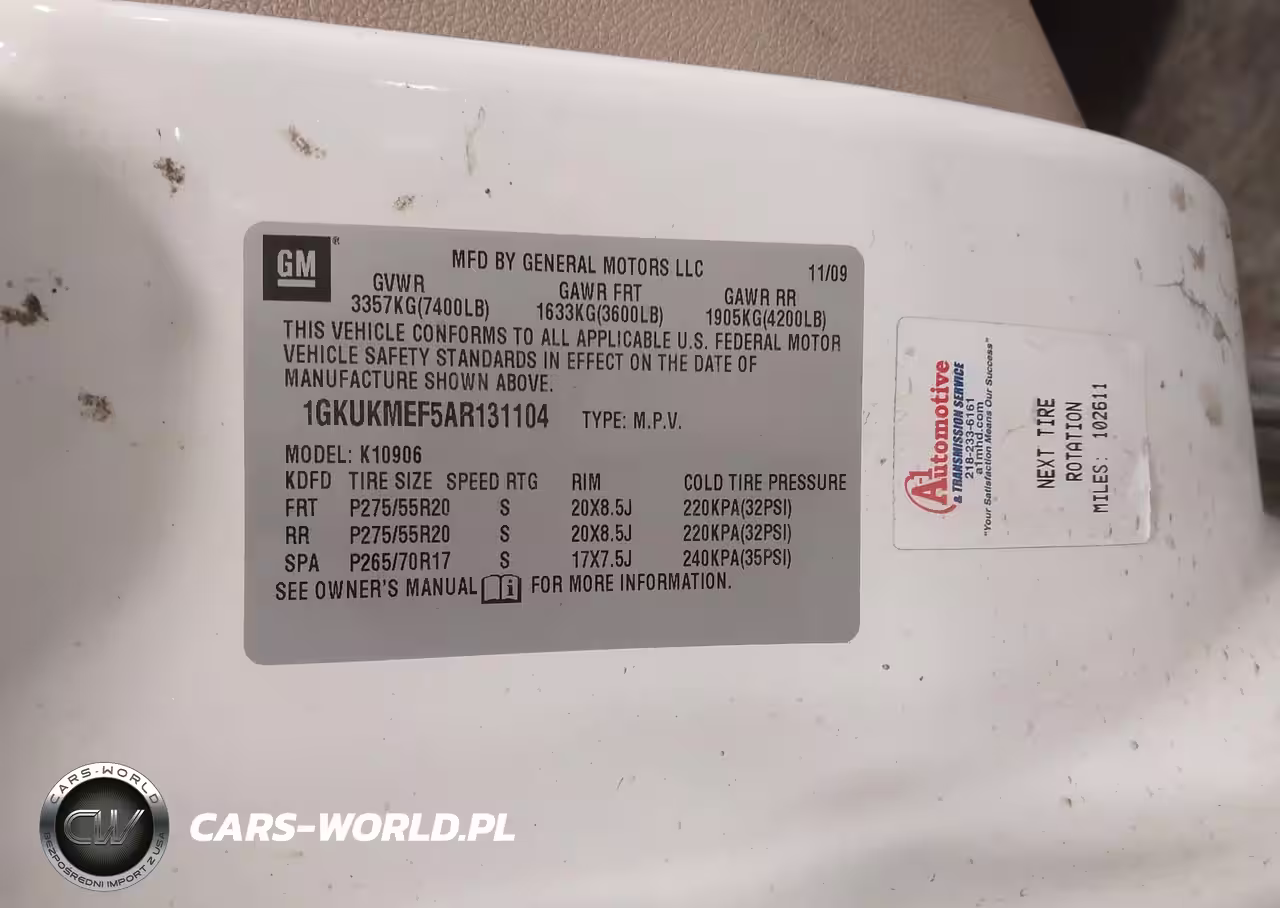 GM®
MFD BY GENERAL MOTORS LLC 11/09
GVWR GAWR FRT GAWR RR
3357KG(7400LB) 1633KG(3600LB) 1905KG(4200LB)
THIS VEHICLE CONFORMS TO ALL APPLICABLE U.S. FEDERAL MOTOR
VEHICLE SAFETY STANDARDS IN EFFECT ON THE DATE OF
MANUFACTURE SHOWN ABOVE.
1GKUKMEF5AR131104 TYPE: M.P.V.
MODEL: K10906
KDFD TIRE SIZE SPEED RTG RIM COLD TIRE PRESSURE
FRT P275/55R20 S 20X8.5J 220KPA(32PSI)
RR P275/55R20 S 20X8.5J 220KPA(32PSI)
SPA P265/70R17 S 17X7.5J 240KPA(35PSI)
SEE OWNER'S MANUAL FOR MORE INFORMATION.
A-1 Automotive
& TRANSMISSION SERVICE
218-233-6161
a1mhd.com
"Your Satisfaction Means Our Success"
NEXT TIRE
ROTATION
MILES: 102611
CARS-WORLD
CW
BEZPOŚREDNI IMPORT Z USA
CARS-WORLD.PL